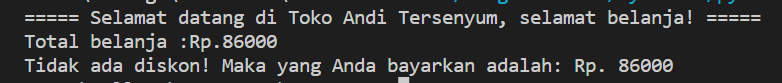 ===== Selamat datang di Toko Andi Tersenyum, selamat belanja! =====
Total belanja :Rp.86000
Tidak ada diskon! Maka yang Anda bayarkan adalah: Rp. 86000